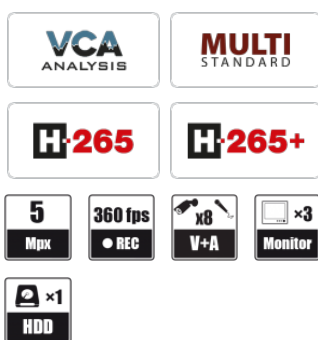 VCA
ANALYSIS
MULTI
STANDARD
H·265
H·265+
5
Mpx
360 fps
● REC
x8
V+A
×3
Monitor
×1
HDD